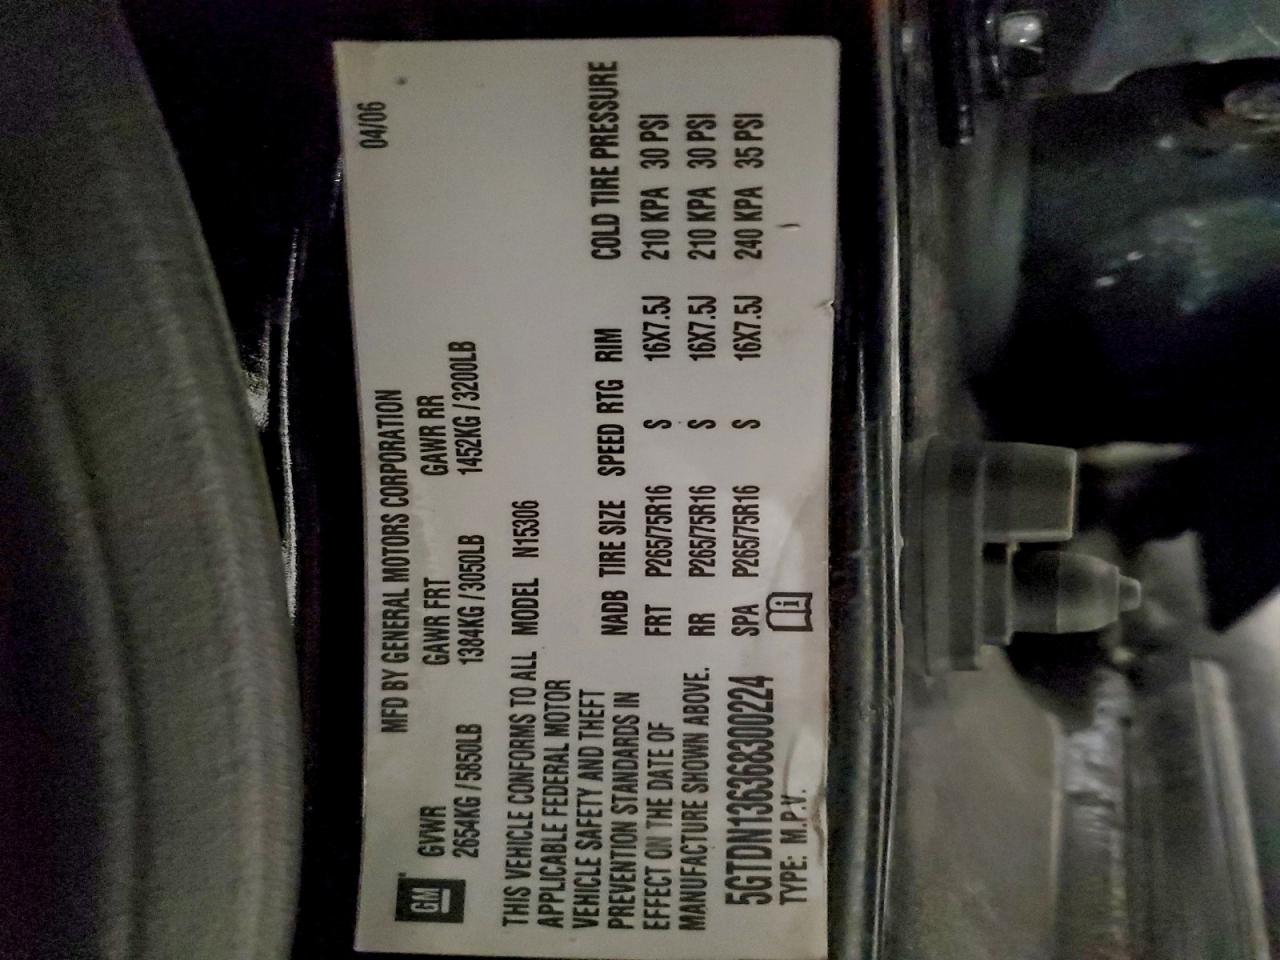 GM
MFD BY GENERAL MOTORS CORPORATION 04/06
GVWR GAWR FRT GAWR RR
2654KG / 5850LB 1384KG / 3050LB 1452KG / 3200LB
THIS VEHICLE CONFORMS TO ALL
APPLICABLE FEDERAL MOTOR
VEHICLE SAFETY AND THEFT
PREVENTION STANDARDS IN
EFFECT ON THE DATE OF
MANUFACTURE SHOWN ABOVE.
5GTDN136368300224
TYPE: M.P.V.
MODEL N15306
NADB TIRE SIZE SPEED RTG RIM COLD TIRE PRESSURE
FRT P265/75R16 S 16X7.5J 210 KPA 30 PSI
RR P265/75R16 S 16X7.5J 210 KPA 30 PSI
SPA P265/75R16 S 16X7.5J 240 KPA 35 PSI